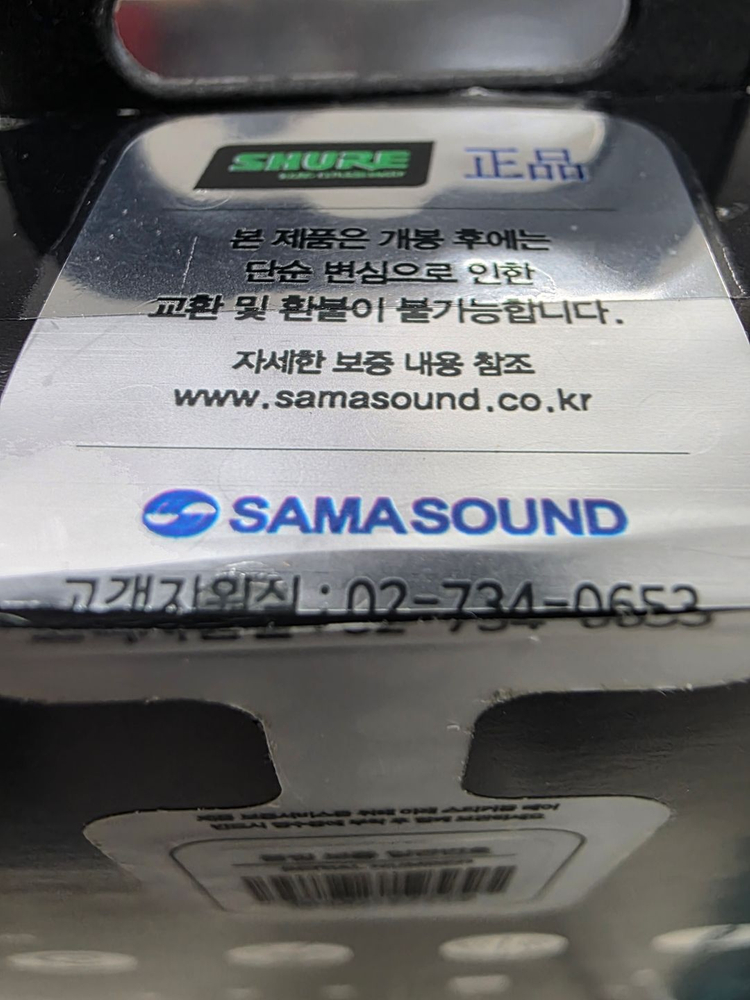 SHURE 正品
본 제품은 개봉 후에는
단순 변심으로 인한
교환 및 환불이 불가능합니다.
자세한 보증 내용 참조
www.samasound.co.kr
SAMA SOUND
고객지원실 : 02-734-0653